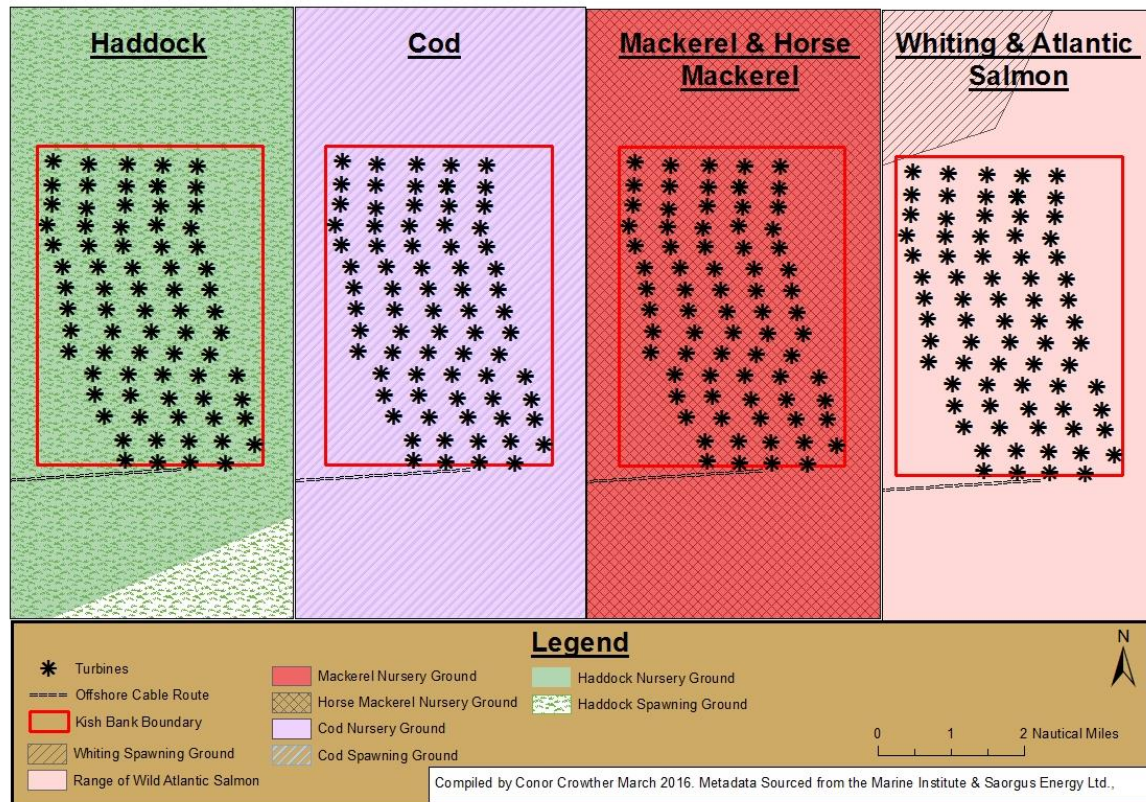 Haddock
Cod
Mackerel & Horse
Mackerel
Whiting & Atlantic
Salmon
Legend
Turbines
Offshore Cable Route
Kish Bank Boundary
Whiting Spawning Ground
Range of Wild Atlantic Salmon
Mackerel Nursery Ground
Horse Mackerel Nursery Ground
Cod Nursery Ground
Cod Spawning Ground
Haddock Nursery Ground
Haddock Spawning Ground
N
0 1 2 Nautical Miles
Compiled by Conor Crowther March 2016. Metadata Sourced from the Marine Institute & Saorgus Energy Ltd.,